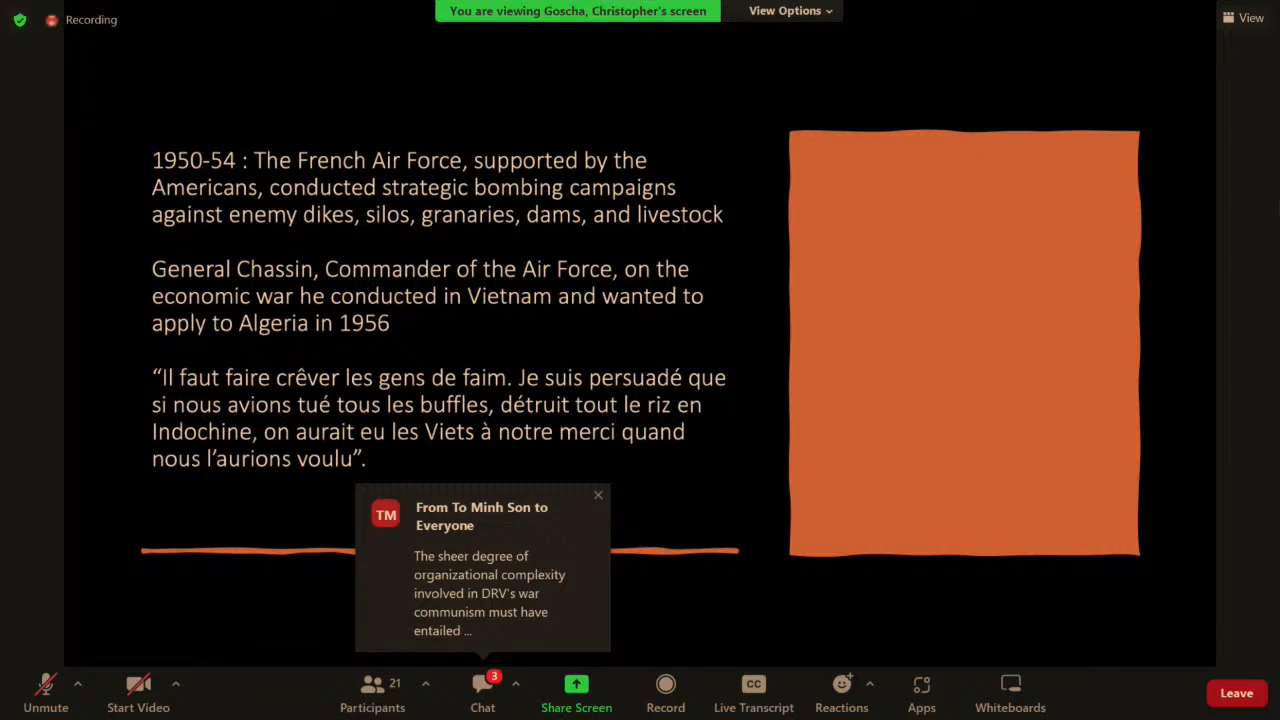 Recording
You are viewing Goscha, Christopher's screen
View Options
View
1950-54 : The French Air Force, supported by the
Americans, conducted strategic bombing campaigns
against enemy dikes, silos, granaries, dams, and livestock
General Chassin, Commander of the Air Force, on the
economic war he conducted in Vietnam and wanted to
apply to Algeria in 1956
“Il faut faire crêver les gens de faim. Je suis persuadé que
si nous avions tué tous les buffles, détruit tout le riz en
Indochine, on aurait eu les Viets à notre merci quand
nous l’aurions voulu”.
TM
From To Minh Son to
Everyone
The sheer degree of
organizational complexity
involved in DRV's war
communism must have
entailed ...
Unmute
Start Video
21
Participants
3
Chat
Share Screen
Record
CC
Live Transcript
Reactions
Apps
Whiteboards
Leave